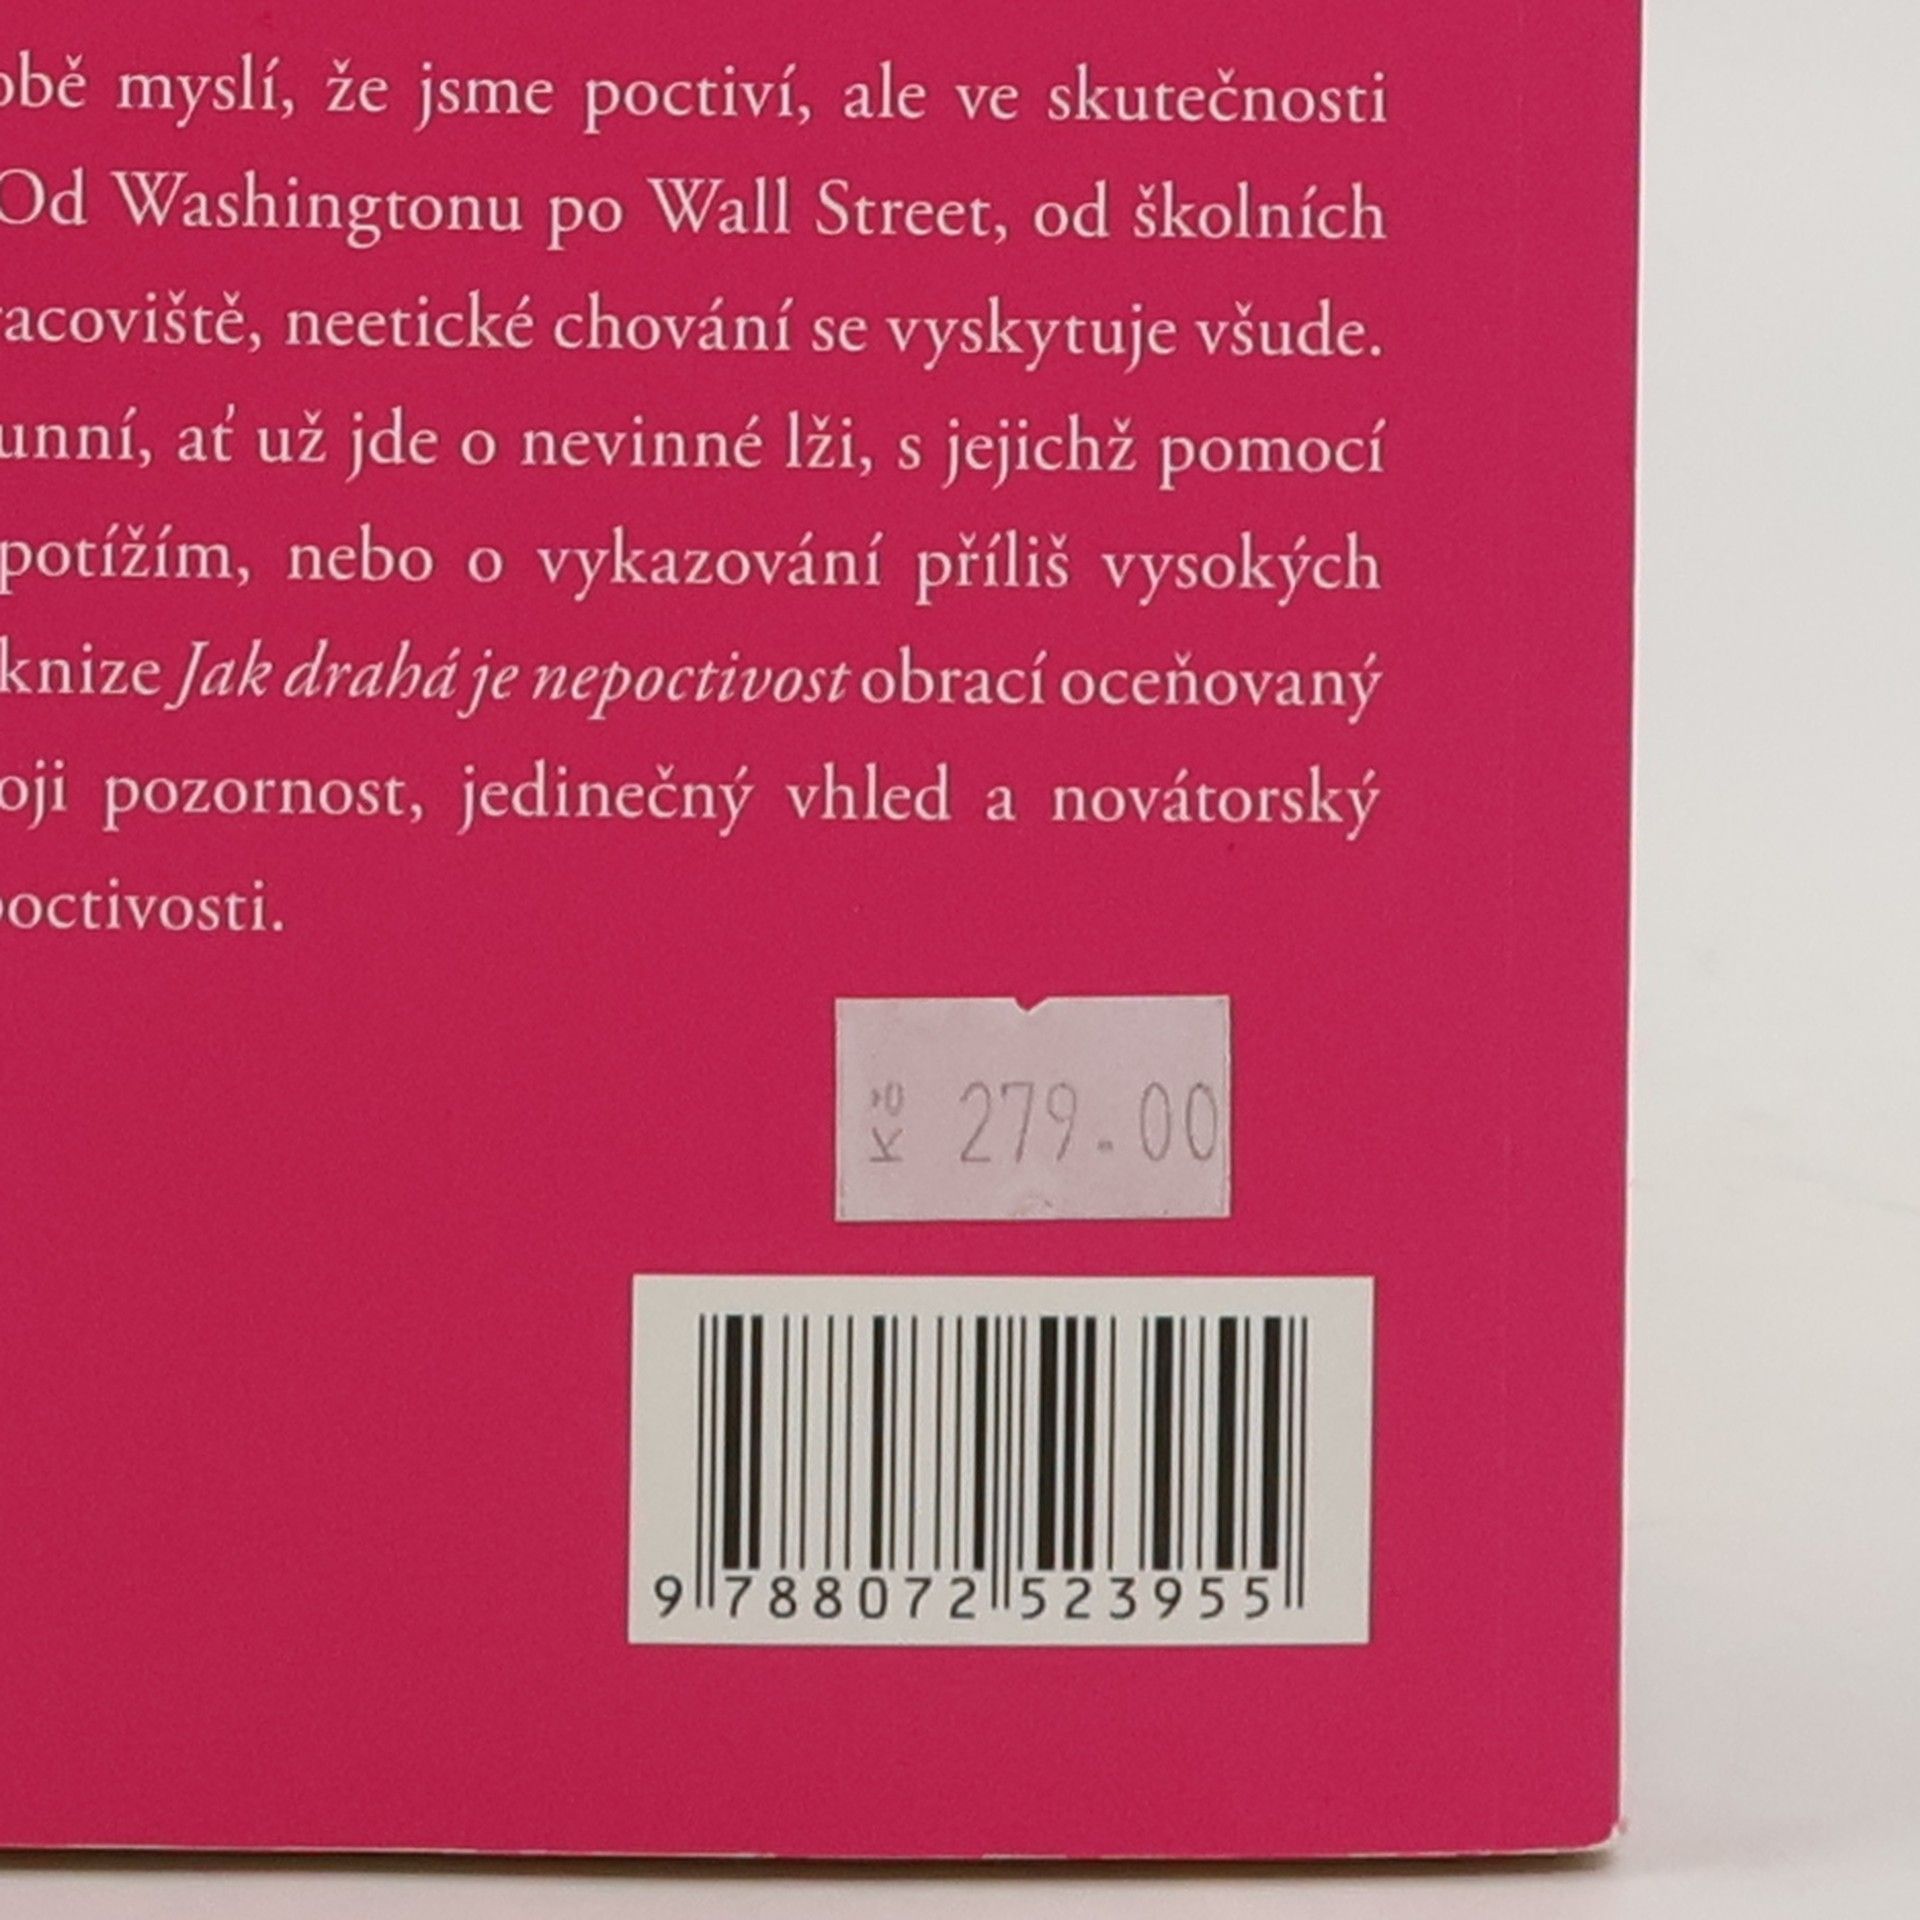 obě myslí, že jsme poctiví, ale ve skutečnosti
Od Washingtonu po Wall Street, od školních
racoviště, neetické chování se vyskytuje všude.
unní, ať už jde o nevinné lži, s jejichž pomocí
potížím, nebo o vykazování příliš vysokých
knize Jak drahá je nepoctivost obrací oceňovaný
oji pozornost, jedinečný vhled a novátorský
poctivosti.
Kč 279.00
9 788072 523955